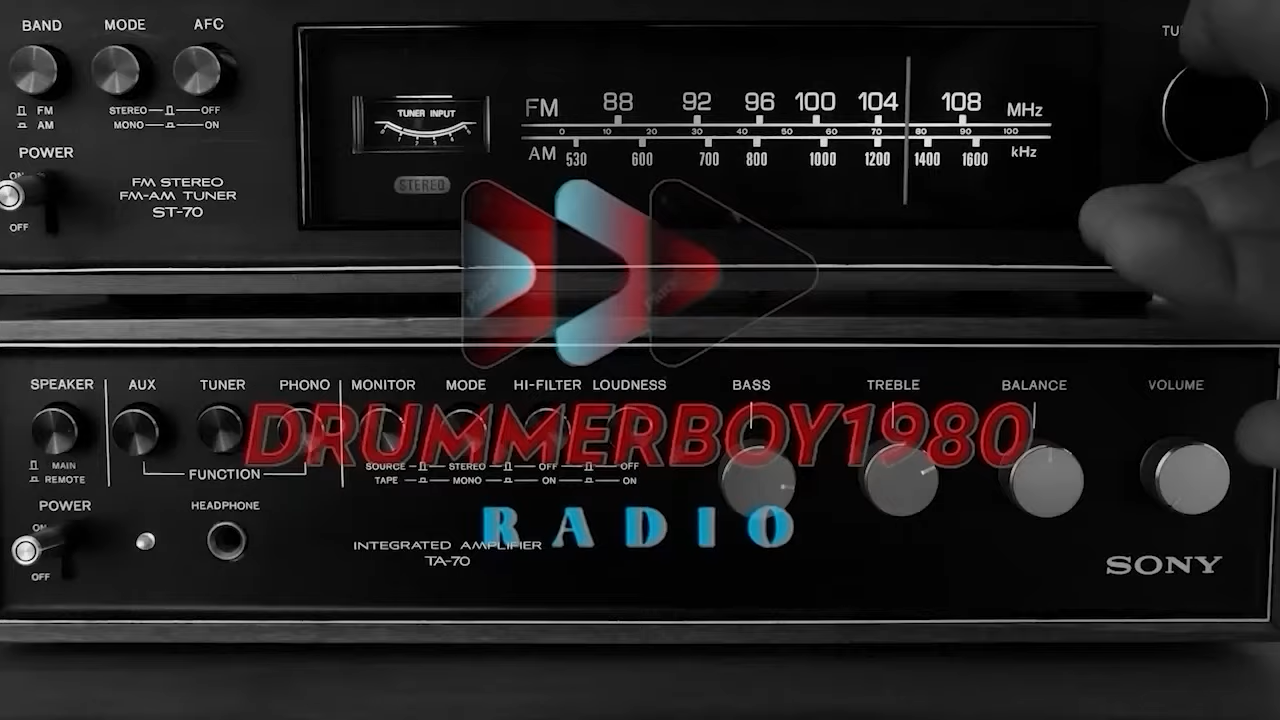 BAND MODE AFC
TU
FM
AM
STEREO OFF
MONO ON
POWER
ON
OFF
FM STEREO
FM-AM TUNER
ST-70
TUNER INPUT
STEREO
FM 88 92 96 100 104 108 MHz
0 10 20 30 40 50 60 70 80 90 100
AM 530 600 700 800 1000 1200 1400 1600 kHz
SPEAKER AUX TUNER PHONO MONITOR MODE HI-FILTER LOUDNESS BASS TREBLE BALANCE VOLUME
DRUMMERBOY1980
MAIN
REMOTE
FUNCTION
SOURCE STEREO OFF OFF
TAPE MONO ON ON
POWER
ON
OFF
HEADPHONE
RADIO
INTEGRATED AMPLIFIER
TA-70
SONY